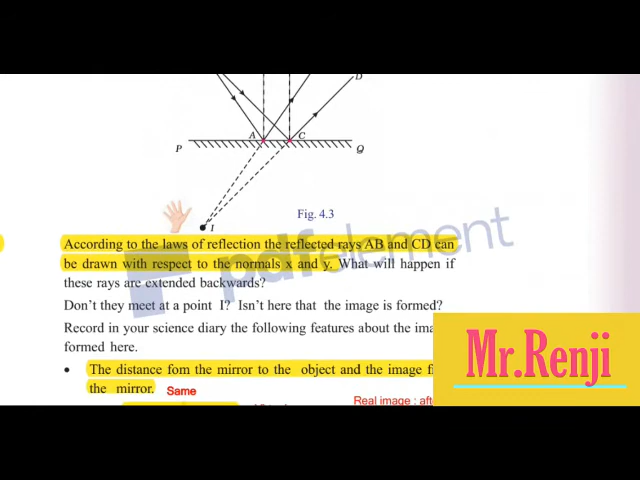 D
A
C
P
Q
I
Fig. 4.3
pdfelement
According to the laws of reflection the reflected rays AB and CD can
be drawn with respect to the normals x and y. What will happen if
these rays are extended backwards?
Don't they meet at a point I? Isn't here that the image is formed?
Record in your science diary the following features about the ima
formed here.
• The distance fom the mirror to the object and the image f
the mirror. Same
Real image : aft
Mr.Renji